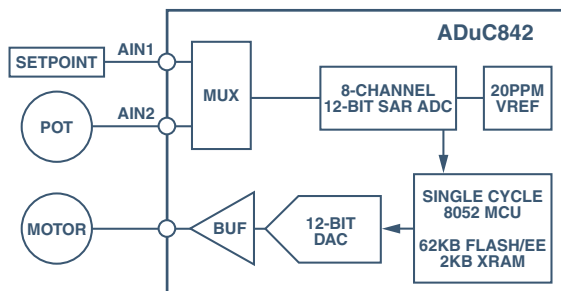 ADuC842
AIN1
SETPOINT
MUX
8-CHANNEL
12-BIT SAR ADC
20PPM
VREF
AIN2
POT
SINGLE CYCLE
8052 MCU
62KB FLASH/EE
2KB XRAM
MOTOR
BUF
12-BIT
DAC